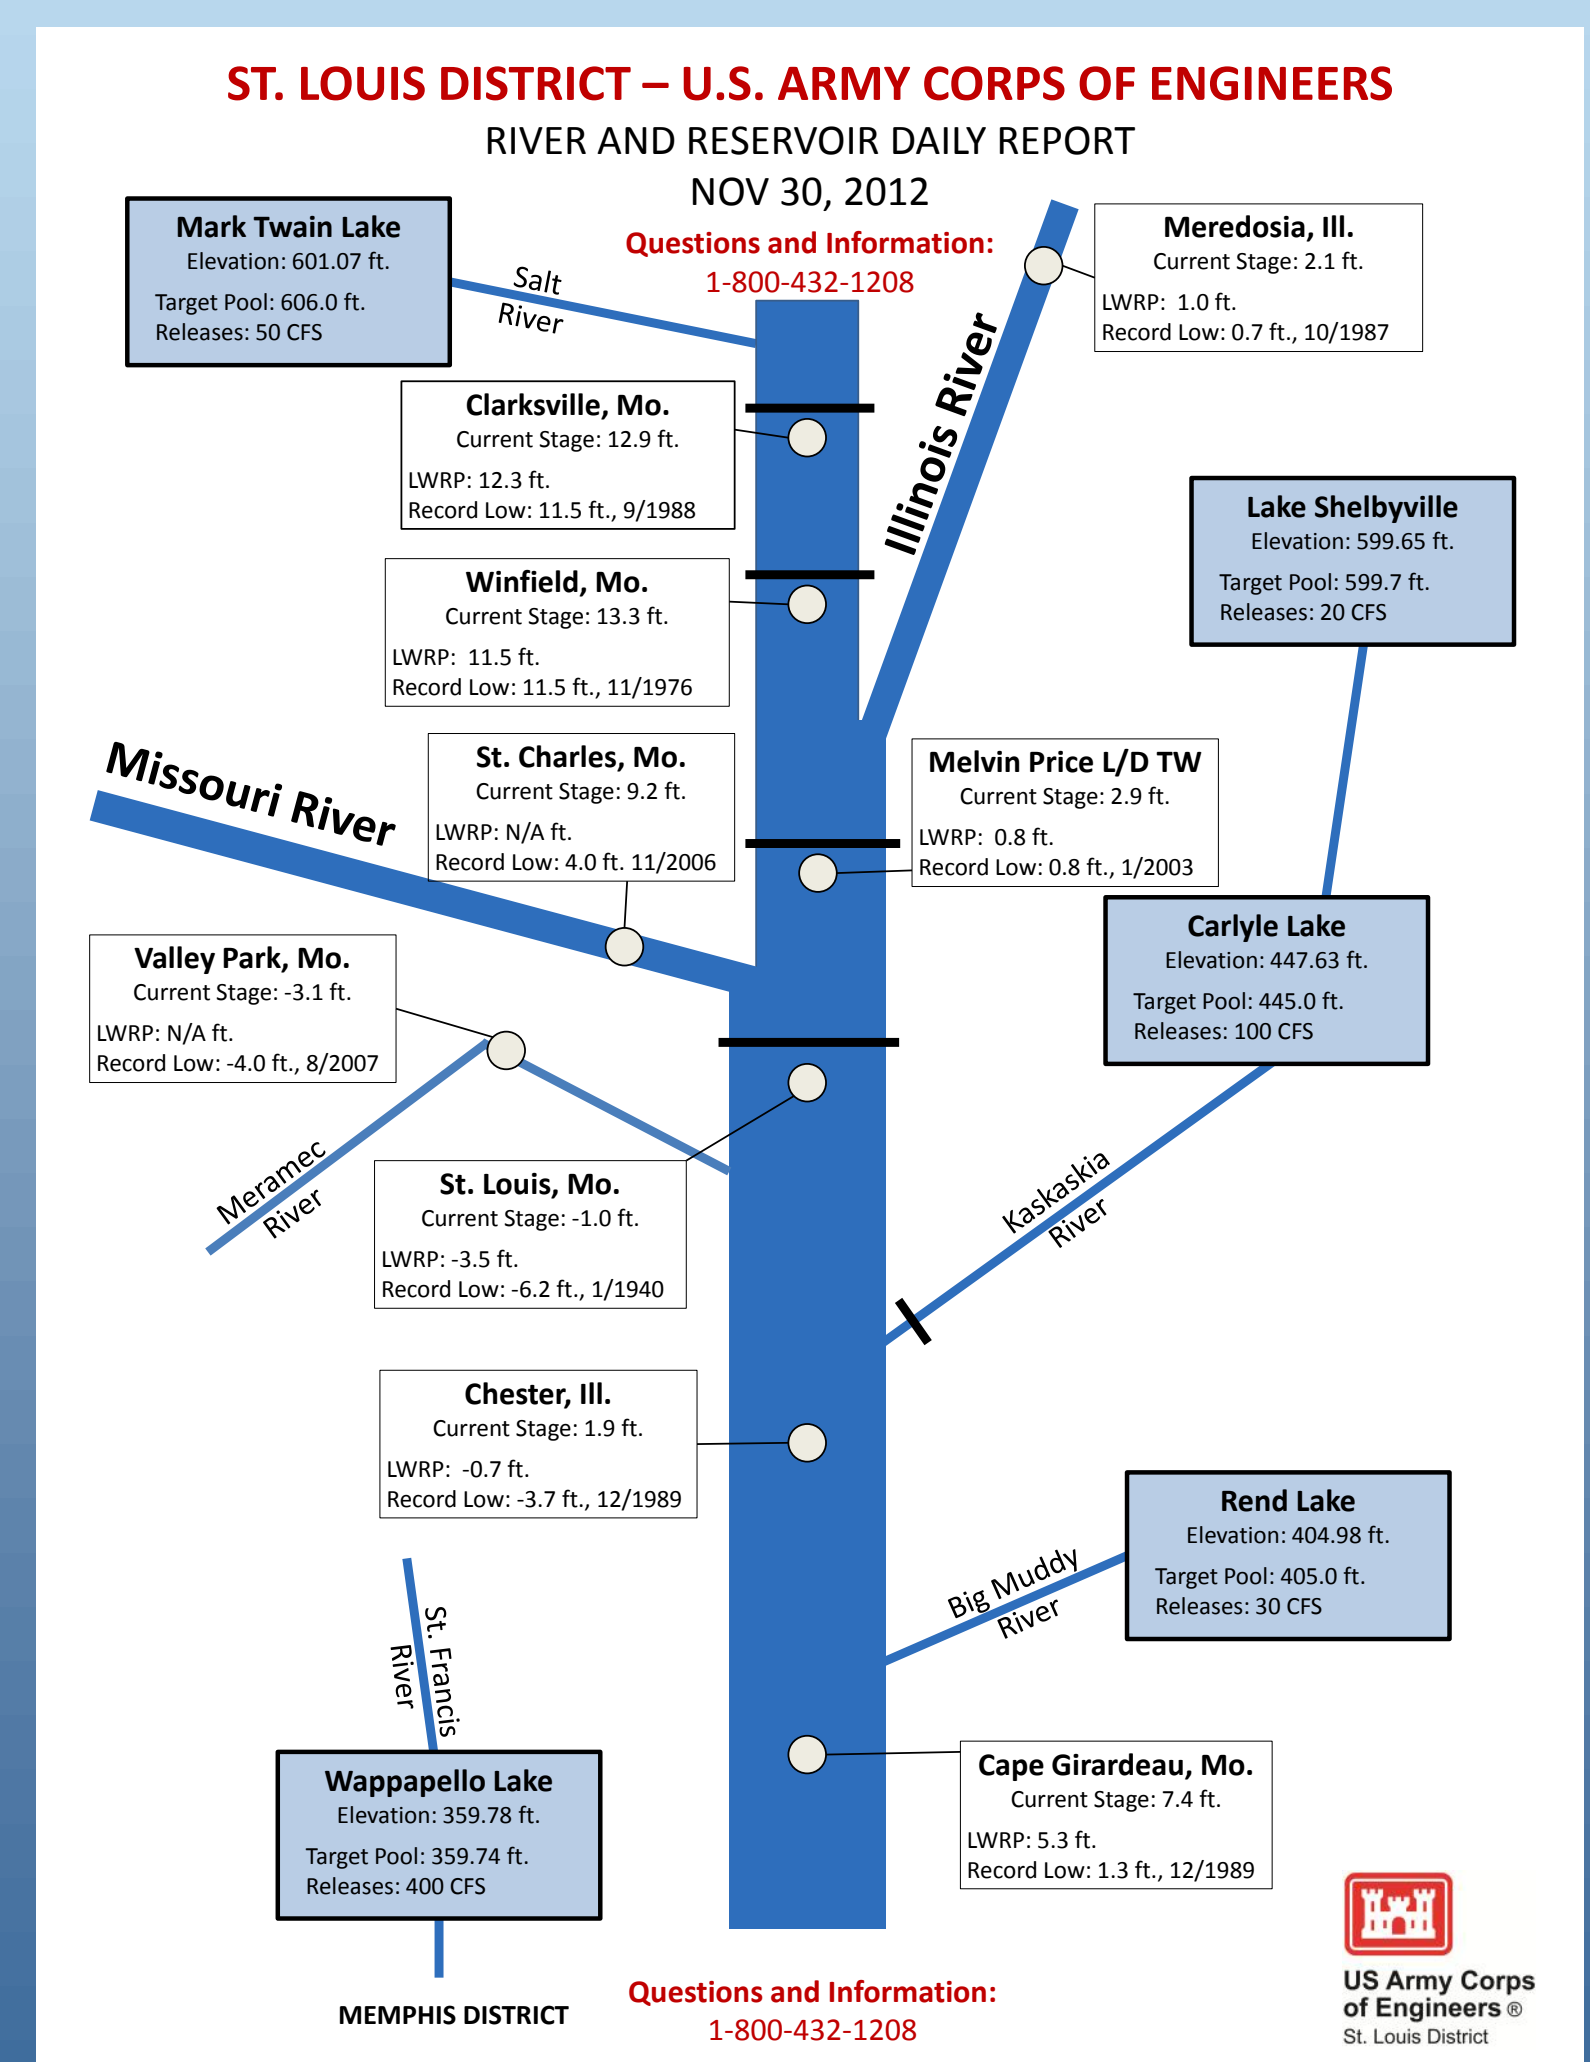 ST. LOUIS DISTRICT – U.S. ARMY CORPS OF ENGINEERS
RIVER AND RESERVOIR DAILY REPORT
NOV 30, 2012
Questions and Information:
1-800-432-1208
Mark Twain Lake
Elevation: 601.07 ft.
Target Pool: 606.0 ft.
Releases: 50 CFS
Salt
River
Meredosia, Ill.
Current Stage: 2.1 ft.
LWRP:  1.0 ft.
Record Low: 0.7 ft., 10/1987
Illinois River
Clarksville, Mo.
Current Stage: 12.9 ft.
LWRP: 12.3 ft.
Record Low: 11.5 ft., 9/1988
Lake Shelbyville
Elevation: 599.65 ft.
Target Pool: 599.7 ft.
Releases: 20 CFS
Winfield, Mo.
Current Stage: 13.3 ft.
LWRP:  11.5 ft.
Record Low: 11.5 ft., 11/1976
Missouri River
St. Charles, Mo.
Current Stage: 9.2 ft.
LWRP: N/A ft.
Record Low: 4.0 ft. 11/2006
Melvin Price L/D TW
Current Stage: 2.9 ft.
LWRP:  0.8 ft.
Record Low: 0.8 ft., 1/2003
Valley Park, Mo.
Current Stage: -3.1 ft.
LWRP: N/A ft.
Record Low: -4.0 ft., 8/2007
Carlyle Lake
Elevation: 447.63 ft.
Target Pool: 445.0 ft.
Releases: 100 CFS
Meramec
River
St. Louis, Mo.
Current Stage: -1.0 ft.
LWRP: -3.5 ft.
Record Low: -6.2 ft., 1/1940
Kaskaskia
River
Chester, Ill.
Current Stage: 1.9 ft.
LWRP:  -0.7 ft.
Record Low: -3.7 ft., 12/1989
Rend Lake
Elevation: 404.98 ft.
Target Pool: 405.0 ft.
Releases: 30 CFS
Big Muddy
River
St. Francis
River
Wappapello Lake
Elevation: 359.78 ft.
Target Pool: 359.74 ft.
Releases: 400 CFS
Cape Girardeau, Mo.
Current Stage: 7.4 ft.
LWRP: 5.3 ft.
Record Low: 1.3 ft., 12/1989
MEMPHIS DISTRICT
Questions and Information:
1-800-432-1208
US Army Corps
of Engineers ®
St. Louis District